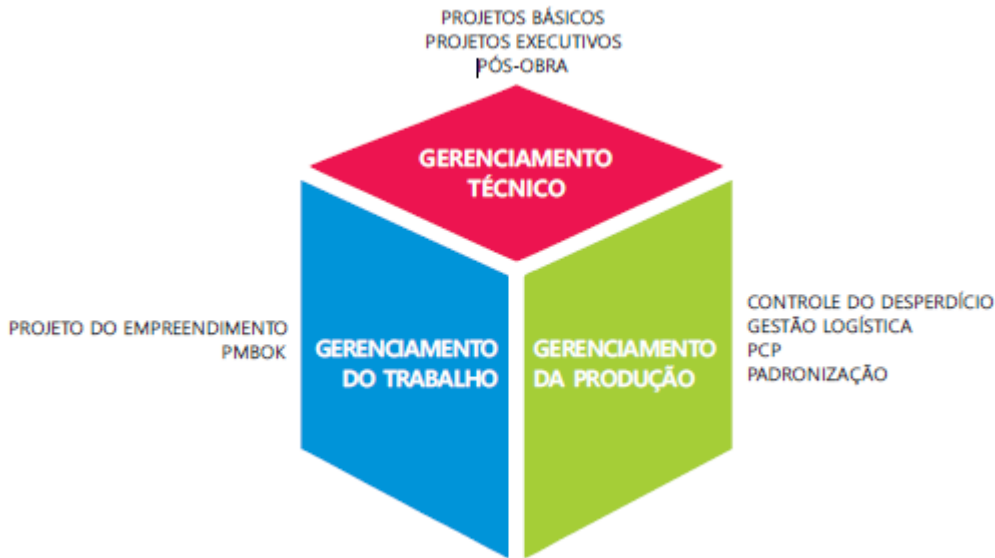 PROJETOS BÁSICOS
PROJETOS EXECUTIVOS
PÓS-OBRA
GERENCIAMENTO
TÉCNICO
PROJETO DO EMPREENDIMENTO
PMBOK
GERENCIAMENTO
DO TRABALHO
GERENCIAMENTO
DA PRODUÇÃO
CONTROLE DO DESPERDÍCIO
GESTÃO LOGÍSTICA
PCP
PADRONIZAÇÃO